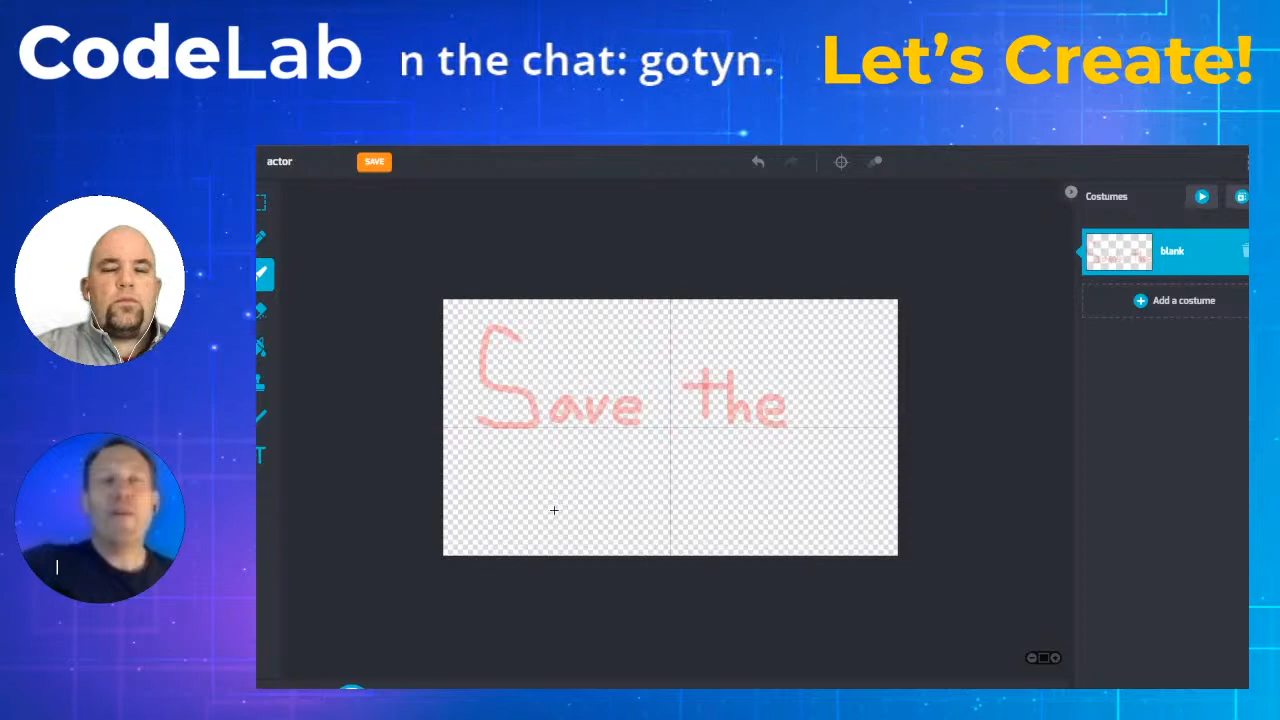 CodeLab
n the chat: gotyn.
Let's Create!
actor
SAVE
Costumes
blank
Add a costume
Save the
T